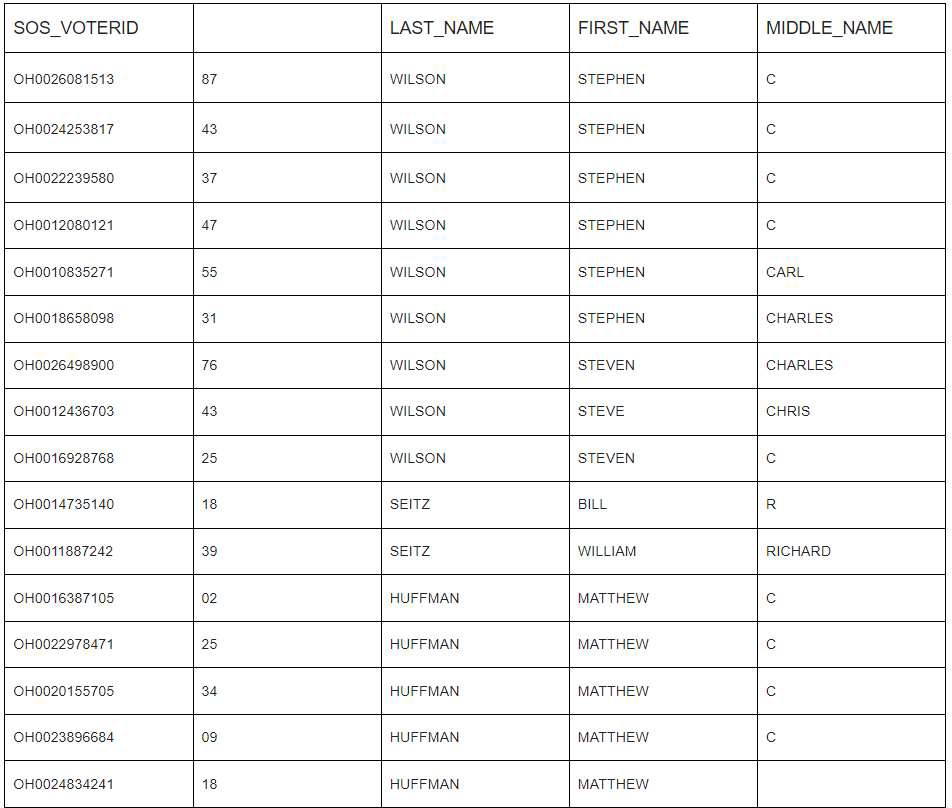 SOS_VOTERID LAST_NAME FIRST_NAME MIDDLE_NAME
OH0026081513 87 WILSON STEPHEN C
OH0024253817 43 WILSON STEPHEN C
OH0022239580 37 WILSON STEPHEN C
OH0012080121 47 WILSON STEPHEN C
OH0010835271 55 WILSON STEPHEN CARL
OH0018658098 31 WILSON STEPHEN CHARLES
OH0026498900 76 WILSON STEVEN CHARLES
OH0012436703 43 WILSON STEVE CHRIS
OH0016928768 25 WILSON STEVEN C
OH0014735140 18 SEITZ BILL R
OH0011887242 39 SEITZ WILLIAM RICHARD
OH0016387105 02 HUFFMAN MATTHEW C
OH0022978471 25 HUFFMAN MATTHEW C
OH0020155705 34 HUFFMAN MATTHEW C
OH0023896684 09 HUFFMAN MATTHEW C
OH0024834241 18 HUFFMAN MATTHEW